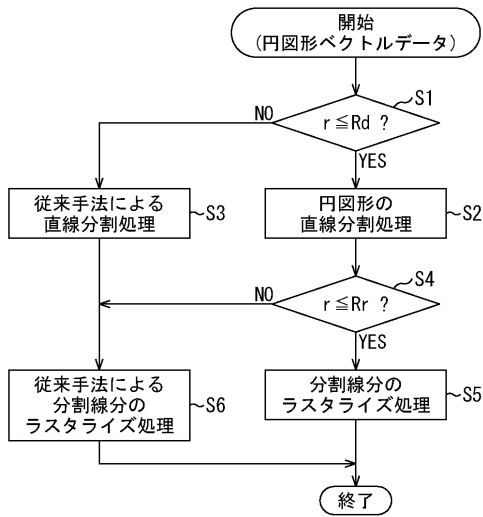 開始
(円図形ベクトルデータ)
S1
r≦Rd ?
NO
YES
従来手法による
直線分割処理
S3
円図形の
直線分割処理
S2
S4
r≦Rr ?
NO
YES
従来手法による
分割線分の
ラスタライズ処理
S6
分割線分の
ラスタライズ処理
S5
終了